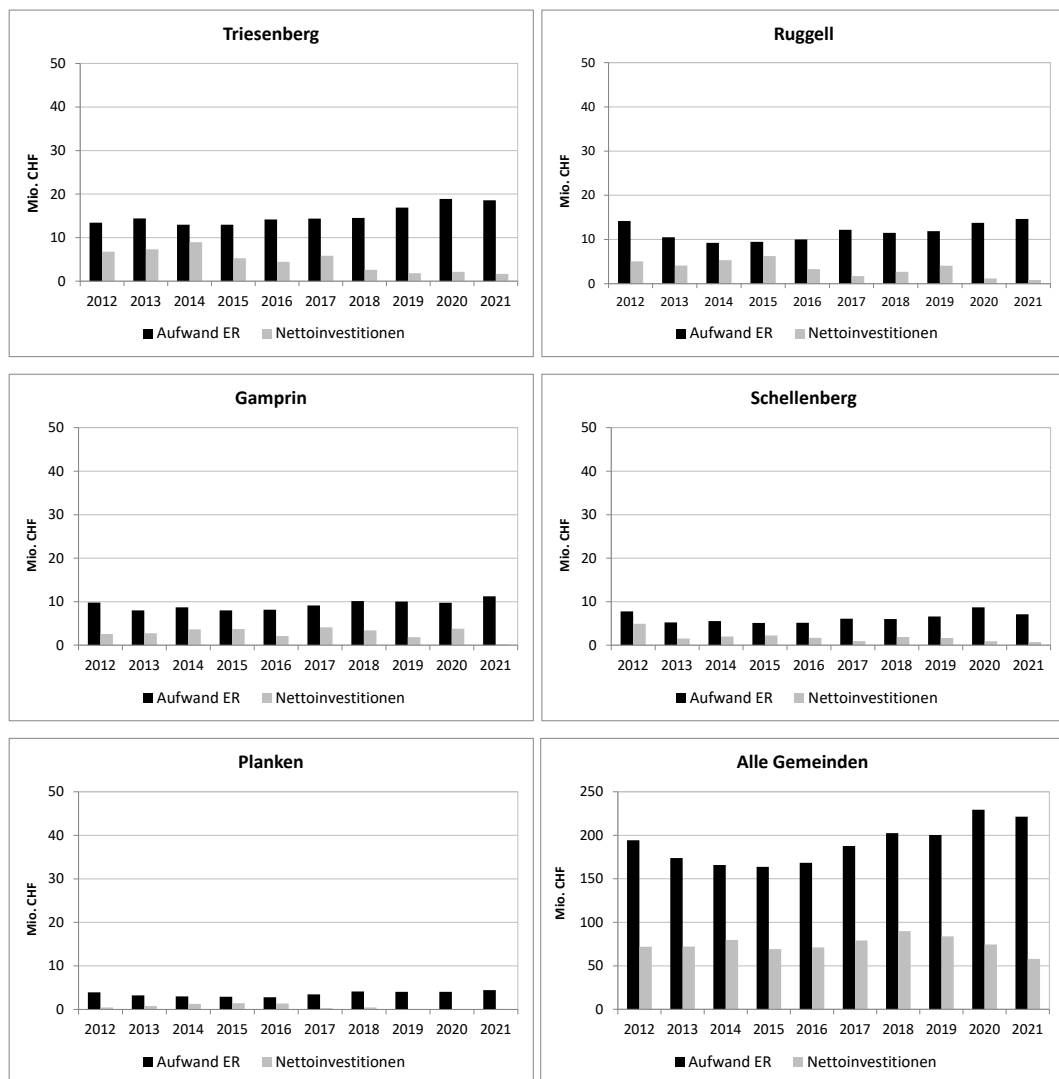 Triesenberg
Mio. CHF
50
40
30
20
10
0
2012 2013 2014 2015 2016 2017 2018 2019 2020 2021
Aufwand ER Nettoinvestitionen
Ruggell
Mio. CHF
50
40
30
20
10
0
2012 2013 2014 2015 2016 2017 2018 2019 2020 2021
Aufwand ER Nettoinvestitionen
Gamprin
Mio. CHF
50
40
30
20
10
0
2012 2013 2014 2015 2016 2017 2018 2019 2020 2021
Aufwand ER Nettoinvestitionen
Schellenberg
Mio. CHF
50
40
30
20
10
0
2012 2013 2014 2015 2016 2017 2018 2019 2020 2021
Aufwand ER Nettoinvestitionen
Planken
Mio. CHF
50
40
30
20
10
0
2012 2013 2014 2015 2016 2017 2018 2019 2020 2021
Aufwand ER Nettoinvestitionen
Alle Gemeinden
Mio. CHF
250
200
150
100
50
0
2012 2013 2014 2015 2016 2017 2018 2019 2020 2021
Aufwand ER Nettoinvestitionen